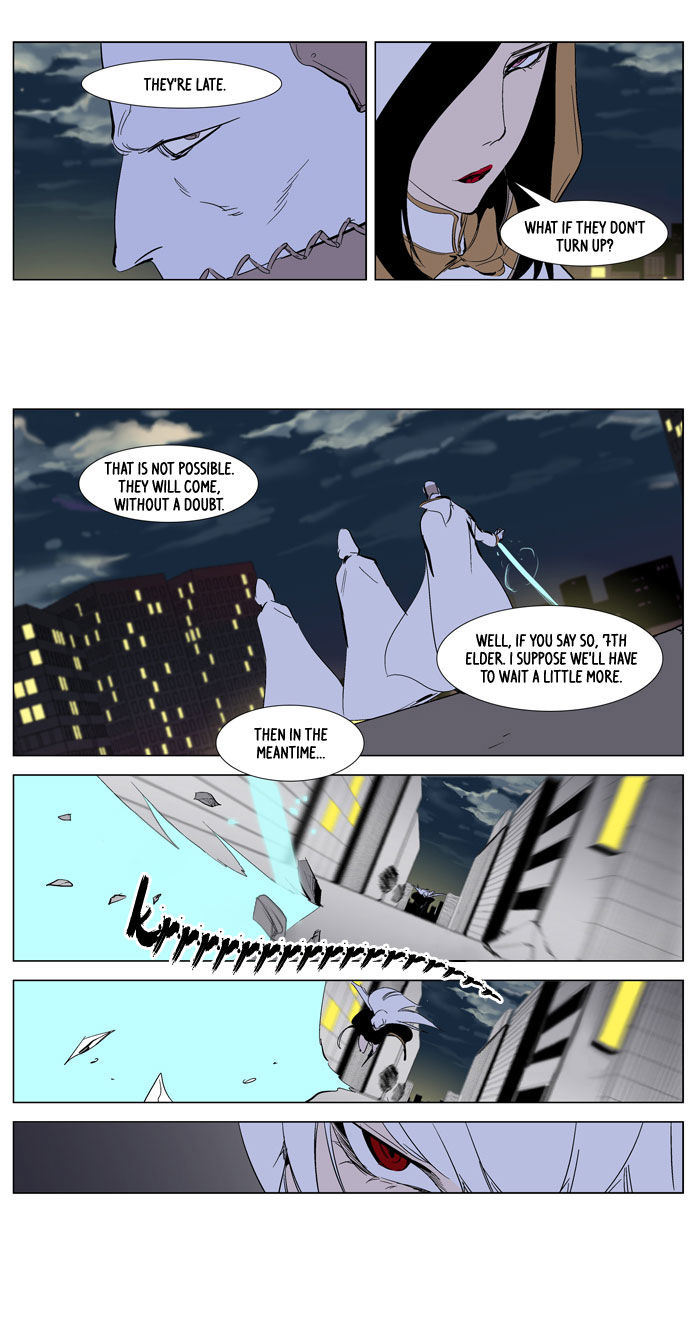 THEY'RE LATE.
WHAT IF THEY DON'T
TURN UP?
THAT IS NOT POSSIBLE.
THEY WILL COME,
WITHOUT A DOUBT.
WELL, IF YOU SAY SO, 7TH
ELDER. I SUPPOSE WE'LL HAVE
TO WAIT A LITTLE MORE.
THEN IN THE
MEANTIME...
krrrrrrrrrrrrrrrrr